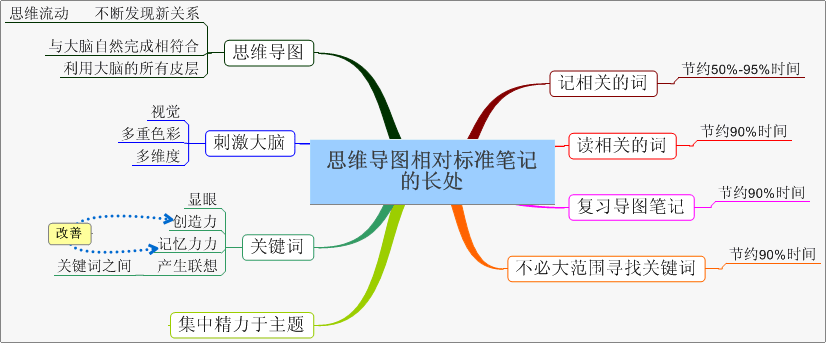 思维导图相对标准笔记
的长处
记相关的词
节约50%-95%时间
读相关的词
节约90%时间
复习导图笔记
节约90%时间
不必大范围寻找关键词
节约90%时间
思维导图
思维流动 不断发现新关系
与大脑自然完成相符合
利用大脑的所有皮层
刺激大脑
视觉
多重色彩
多维度
关键词
显眼
创造力
记忆力力
关键词之间 产生联想
改善
集中精力于主题